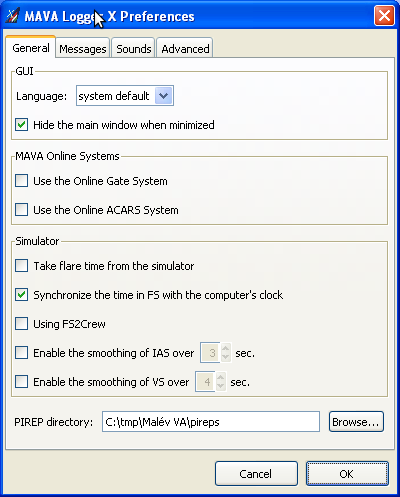 MAVA Logger X Preferences
General Messages Sounds Advanced
GUI
Language: system default
Hide the main window when minimized
MAVA Online Systems
Use the Online Gate System
Use the Online ACARS System
Simulator
Take flare time from the simulator
Synchronize the time in FS with the computer's clock
Using FS2Crew
Enable the smoothing of IAS over 3 sec.
Enable the smoothing of VS over 4 sec.
PIREP directory: C:\tmp\Malév VA\pireps Browse...
Cancel OK